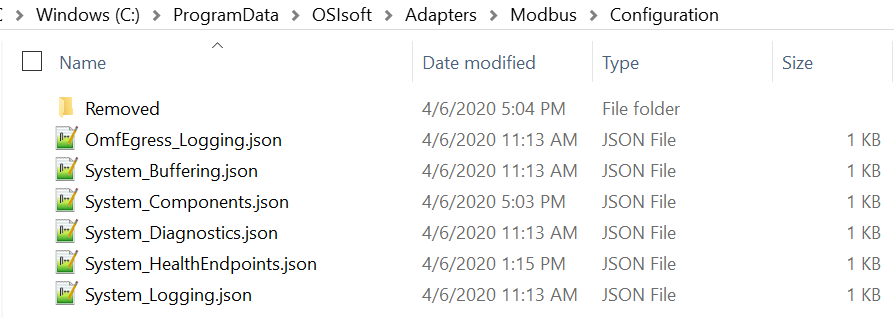 Windows (C:) > ProgramData > OSIsoft > Adapters > Modbus > Configuration
Name Date modified Type Size
Removed 4/6/2020 5:04 PM File folder
OmfEgress_Logging.json 4/6/2020 11:13 AM JSON File 1 KB
System_Buffering.json 4/6/2020 11:13 AM JSON File 1 KB
System_Components.json 4/6/2020 5:03 PM JSON File 1 KB
System_Diagnostics.json 4/6/2020 11:13 AM JSON File 1 KB
System_HealthEndpoints.json 4/6/2020 1:15 PM JSON File 1 KB
System_Logging.json 4/6/2020 11:13 AM JSON File 1 KB